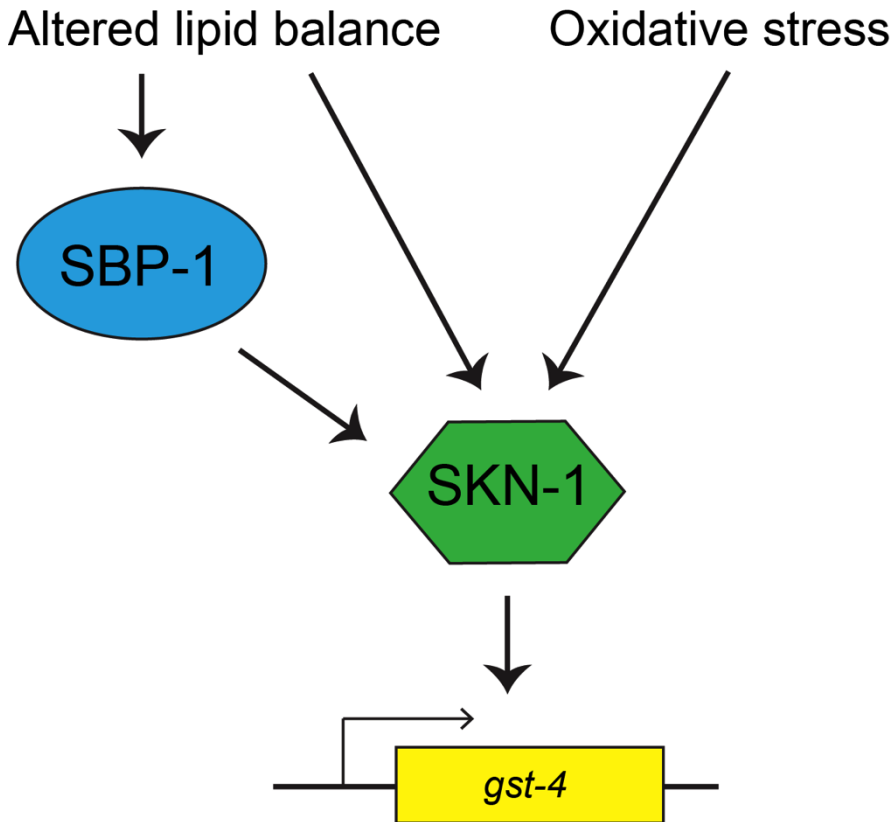 Altered lipid balance
Oxidative stress
SBP-1
SKN-1
gst-4